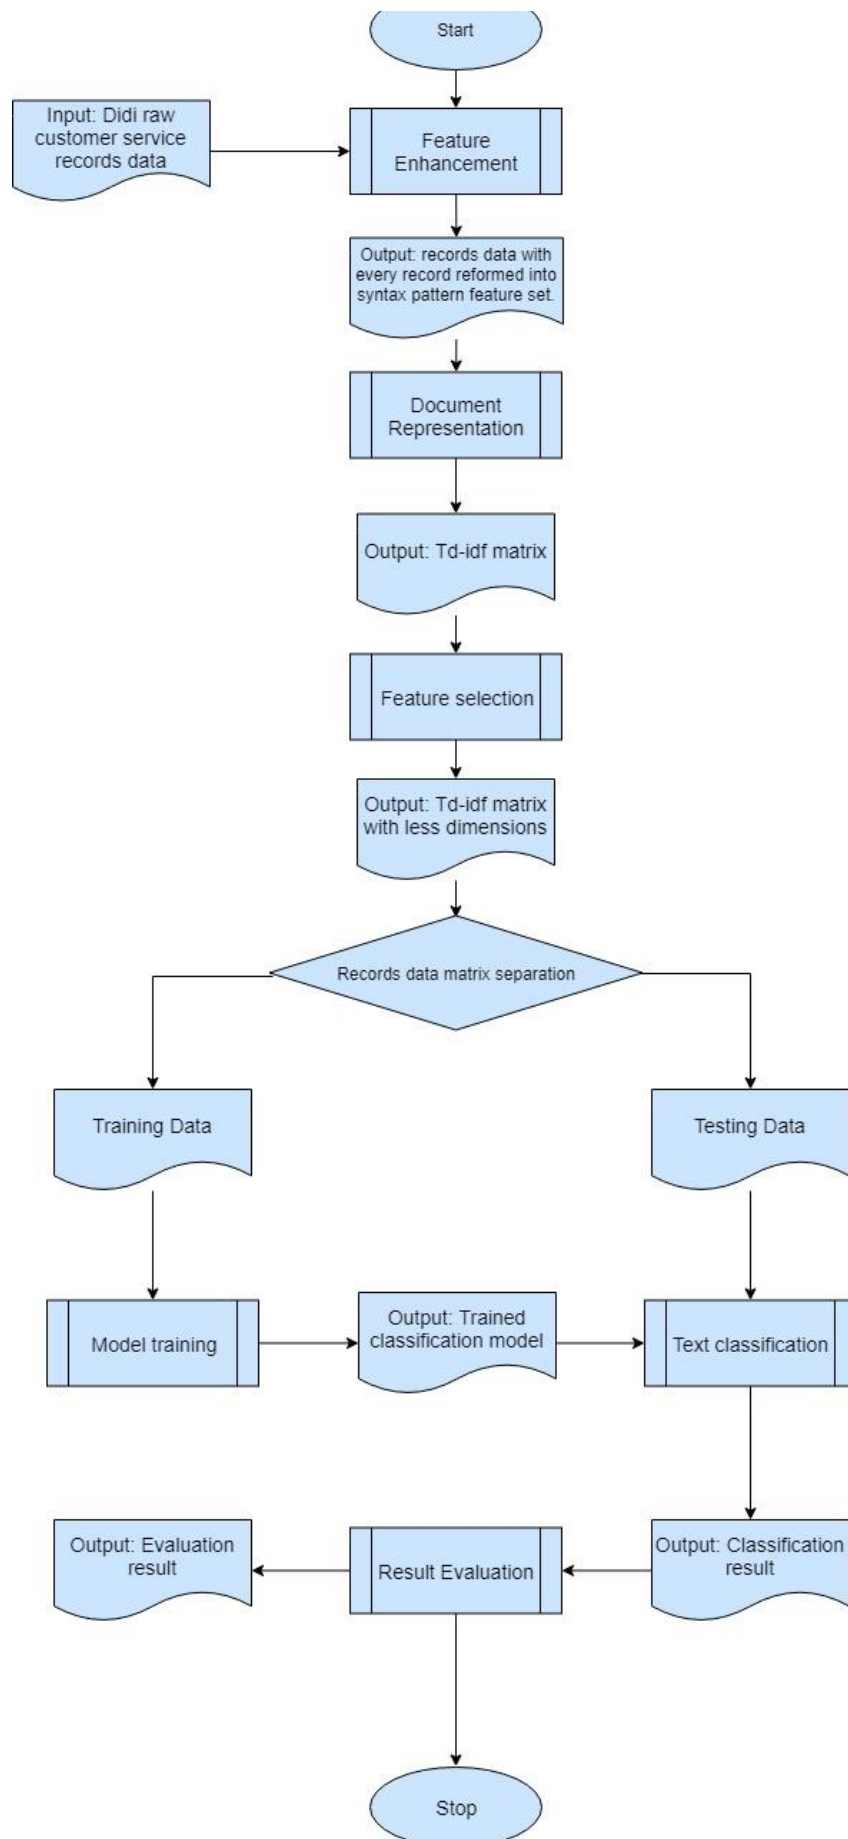 Start
Input: Didi raw
customer service
records data
Feature
Enhancement
Output: records data with
every record reformed into
syntax pattern feature set.
Document
Representation
Output: Td-idf matrix
Feature selection
Output: Td-idf matrix
with less dimensions
Records data matrix separation
Training Data
Testing Data
Model training
Output: Trained
classification model
Text classification
Output: Evaluation
result
Result Evaluation
Output: Classification
result
Stop